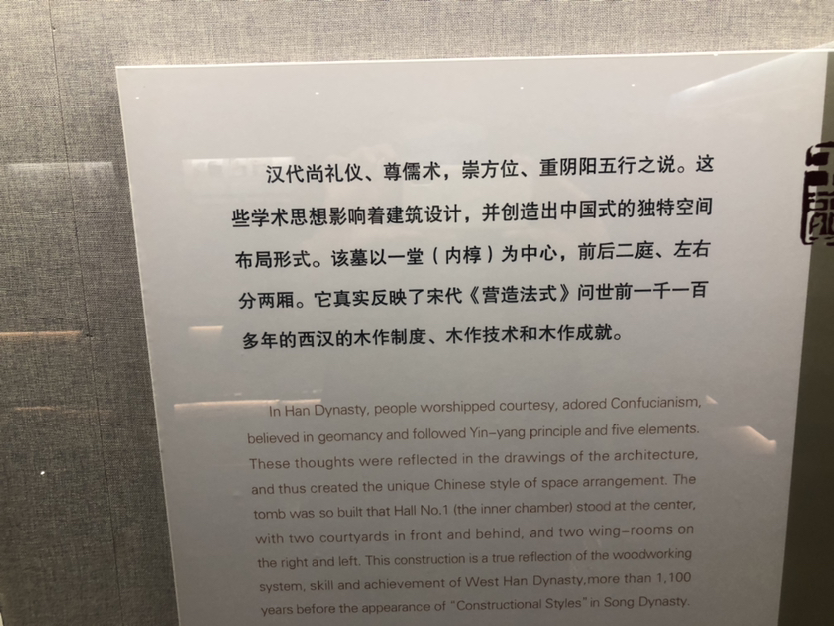 汉代尚礼仪、尊儒术，崇方位、重阴阳五行之说。这
些学术思想影响着建筑设计，并创造出中国式的独特空间
布局形式。该墓以一堂（内椁）为中心，前后二庭、左右
分两厢。它真实反映了宋代《营造法式》问世前一千一百
多年的西汉的木作制度、木作技术和木作成就。
In Han Dynasty, people worshipped courtesy, adored Confucianism,
believed in geomancy and followed Yin-yang principle and five elements.
These thoughts were reflected in the drawings of the architecture,
and thus created the unique Chinese style of space arrangement. The
tomb was so built that Hall No.1 (the inner chamber) stood at the center,
with two courtyards in front and behind, and two wing-rooms on
the right and left. This construction is a true reflection of the woodworking
system, skill and achievement of West Han Dynasty,more than 1,100
years before the appearance of "Constructional Styles" in Song Dynasty.